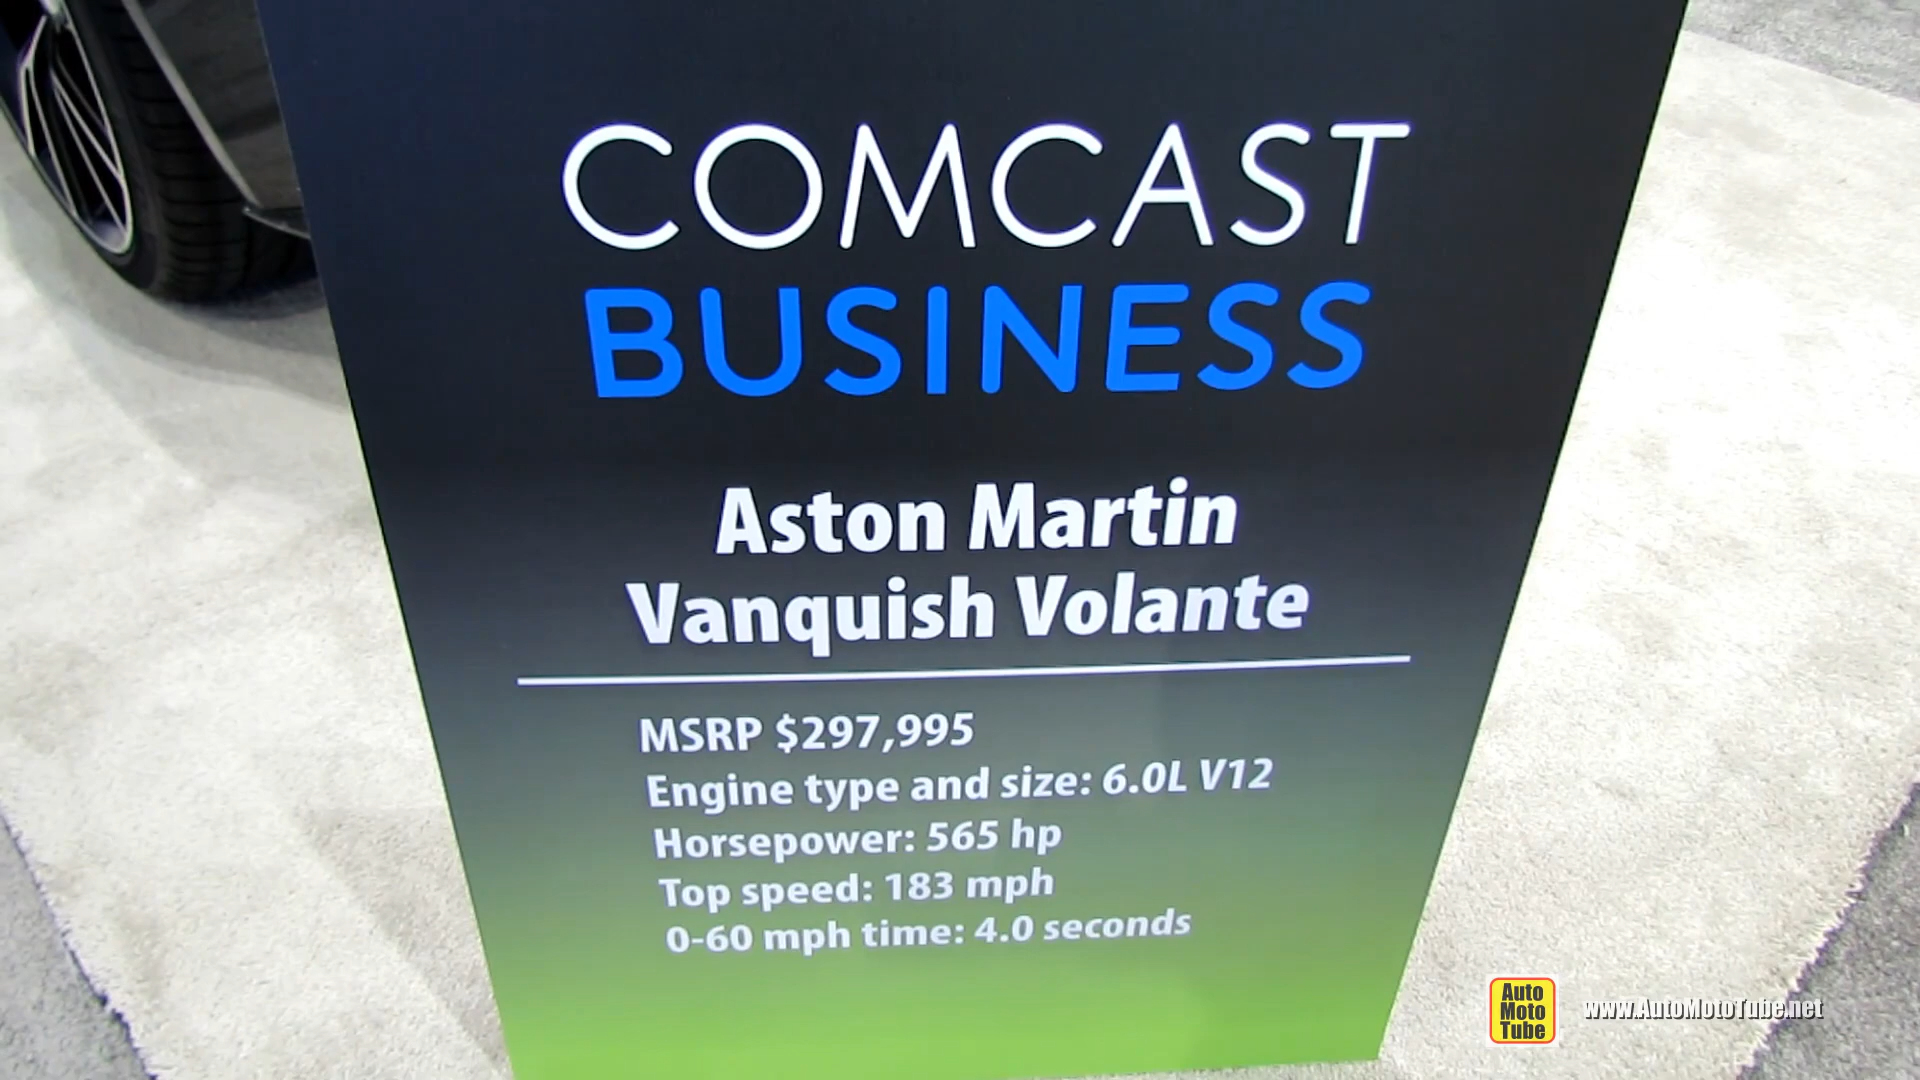 COMCAST
BUSINESS
Aston Martin
Vanquish Volante
MSRP $297,995
Engine type and size: 6.0L V12
Horsepower: 565 hp
Top speed: 183 mph
0-60 mph time: 4.0 seconds
Auto
Moto
Tube
www.AutoMotoTube.net